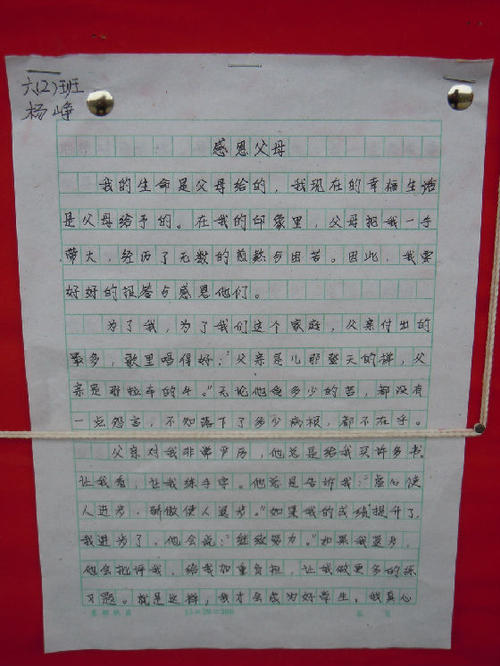 六(2)班
杨峥
感恩父母
我的生命是父母给的，我现在的幸福生活
是父母给予的。在我的印象里，父母把我一手
带大，经历了无数的煎熬与困苦。因此，我要
好好的报答与感恩他们。
为了我，为了我们这个家庭，父亲付出的
最多，歌里唱得好：“父亲是儿那登天的梯，父
亲是那拉车的牛。”无论他受多少的苦，都没有
一点怨言，不知落下了多少病根，都不在乎。
父亲对我非常严厉，他总是给我买许多书
让我看，让我练手字。他总是告诉我：“虚心使
人进步，骄傲使人退步。”如果我的成绩提升了，
我进步了，他会说：“继续努力。”如果我退步，
他会批评我，给我加重负担，让我做更多的练
习题。就是这样，我才会成为好学生，我真心